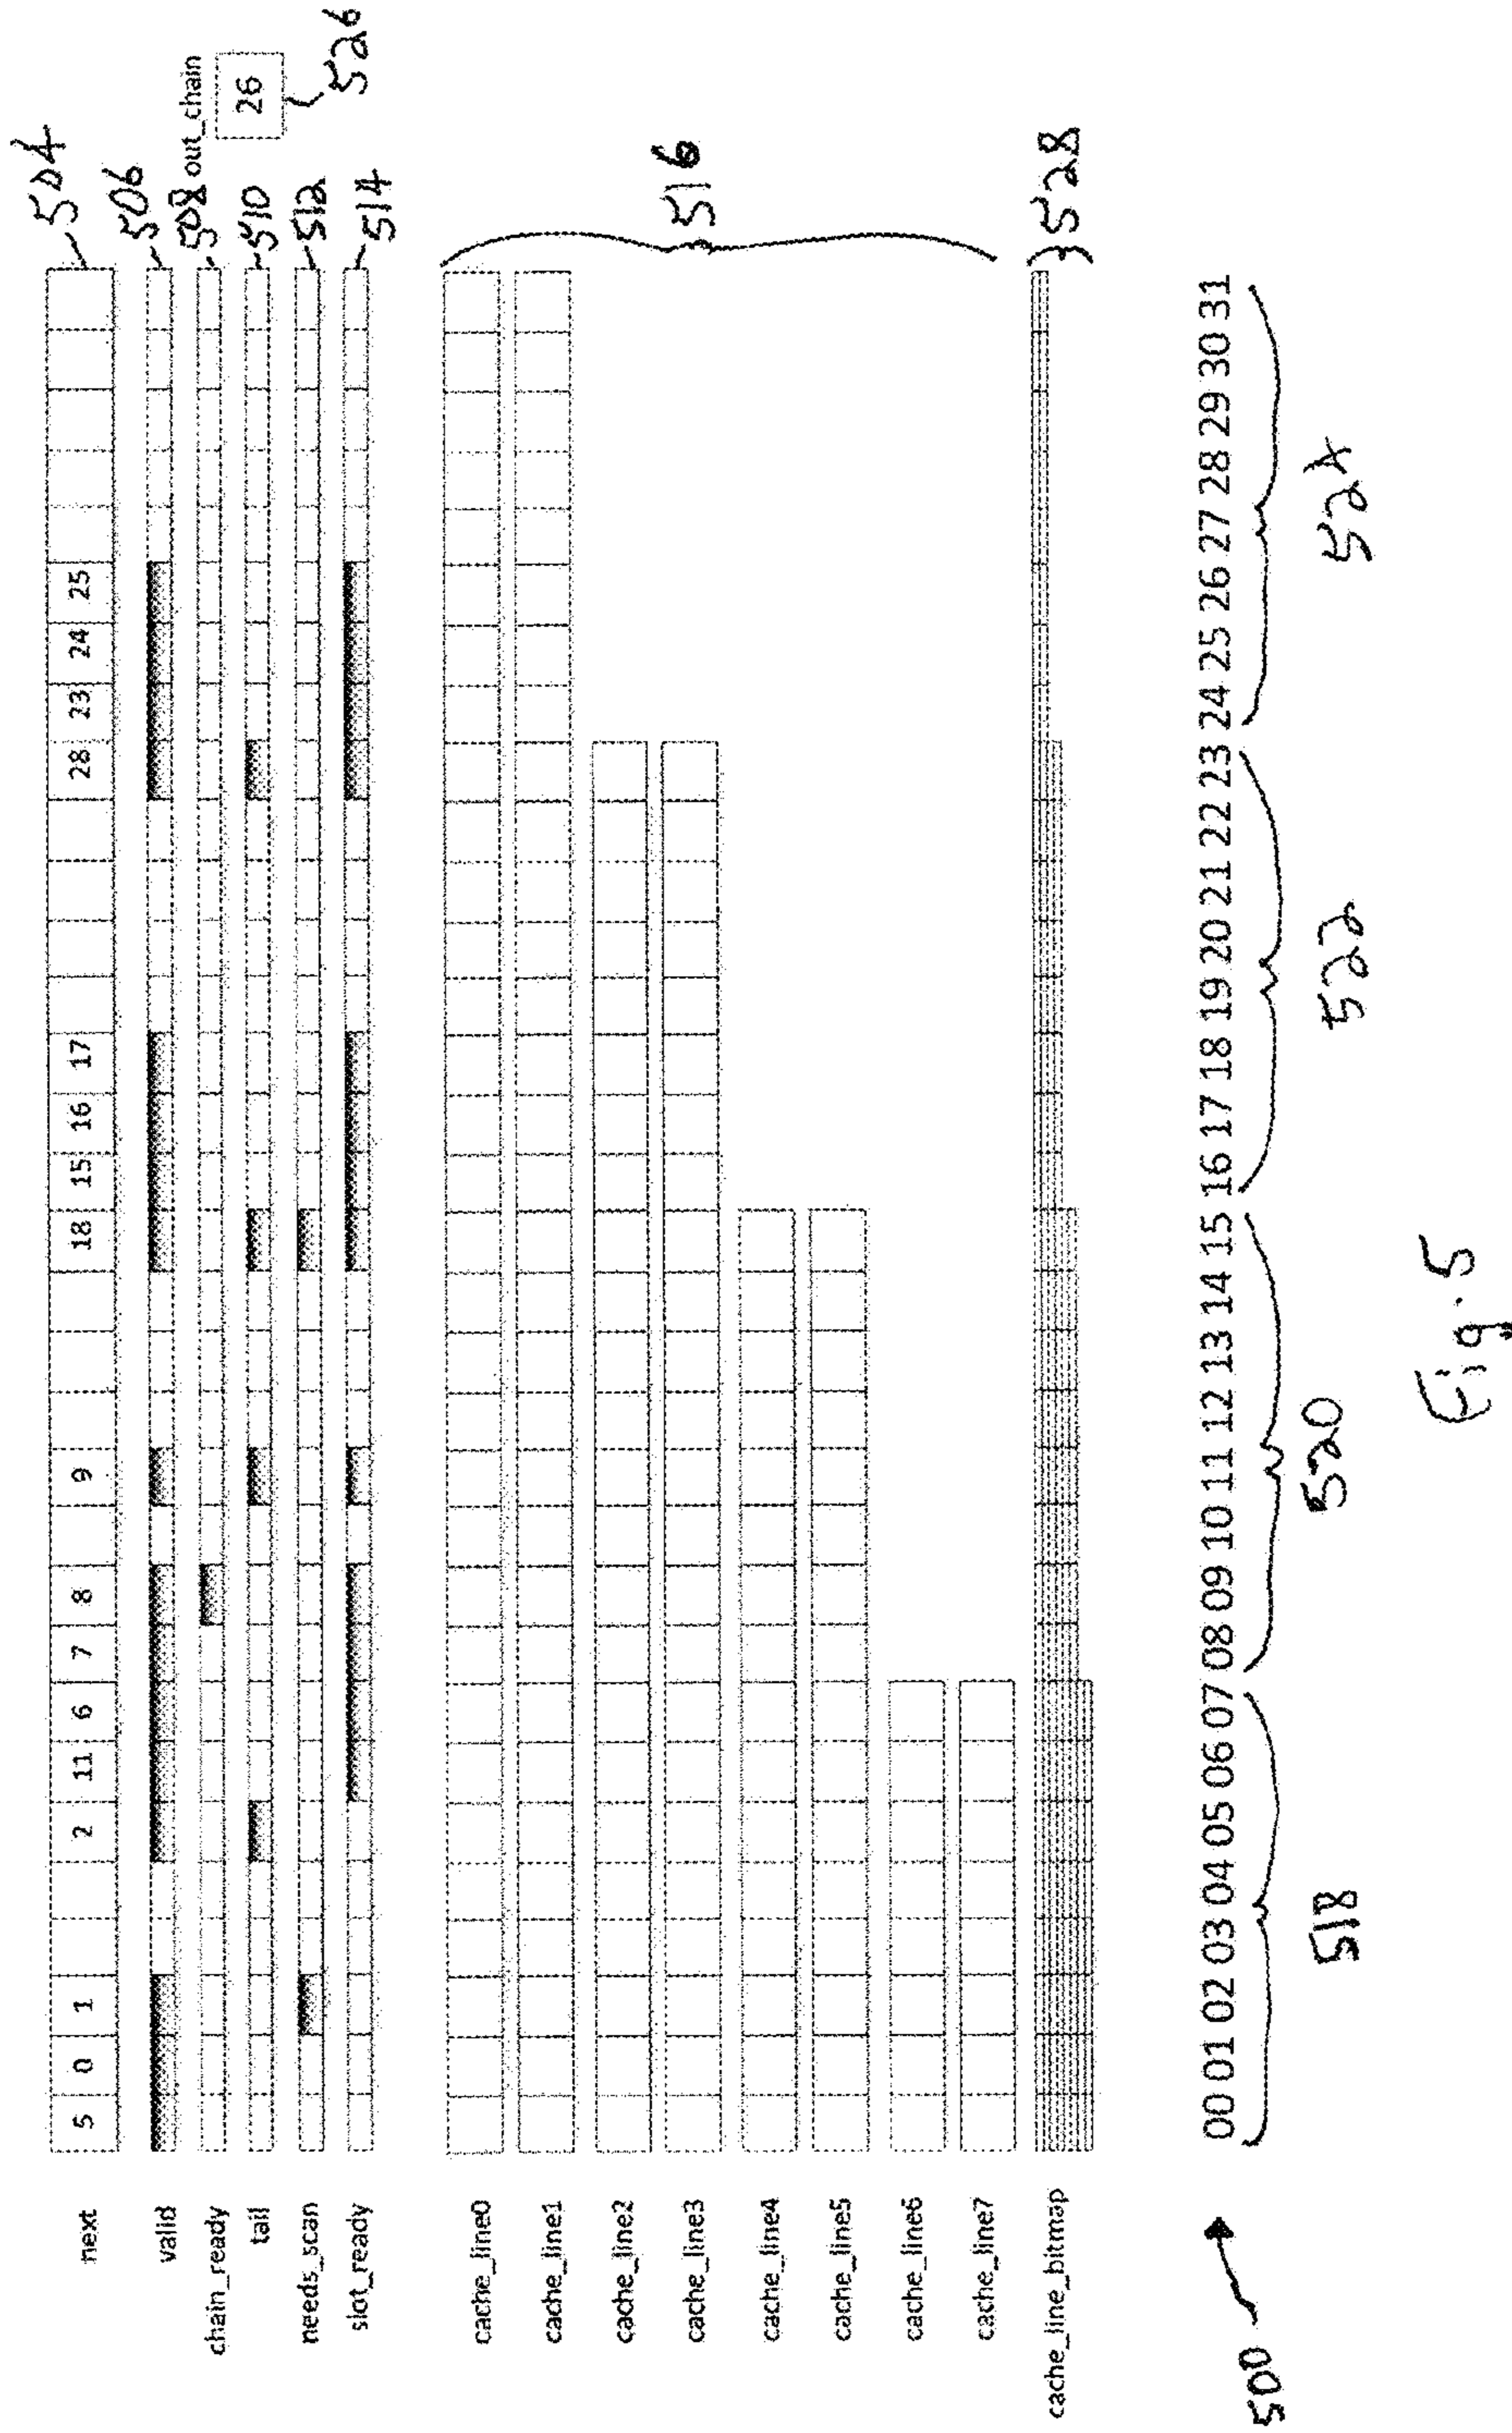 next 5 0 1 2 11 6 7 8 9 18 15 16 17 28 23 24 25 504
valid 506
chain_ready 508 out_chain
tail 510 26
needs_scan 512 526
slot_ready 514
cache_line0
cache_line1
cache_line2
cache_line3 516
cache_line4
cache_line5
cache_line6
cache_line7
cache_line_bitmap 528
500 00 01 02 03 04 05 06 07 08 09 10 11 12 13 14 15 16 17 18 19 20 21 22 23 24 25 26 27 28 29 30 31
518 520 522 524
Fig. 5